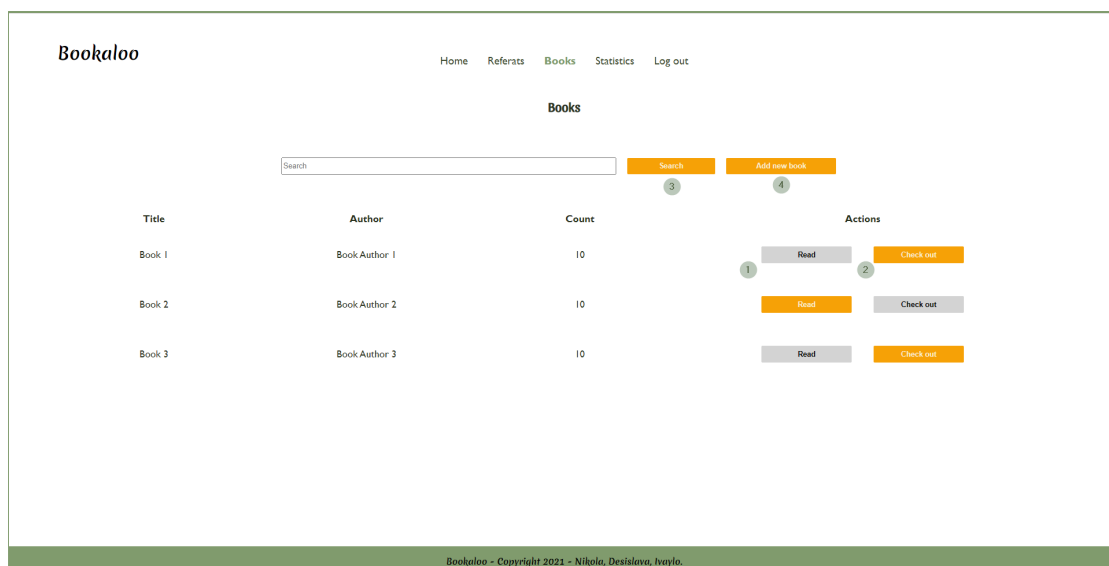 Bookaloo
Home Referats Books Statistics Log out
Books
Search Search Add new book
3 4
Title Author Count Actions
Book 1 Book Author 1 10 Read Check out
1 2
Book 2 Book Author 2 10 Read Check out
Book 3 Book Author 3 10 Read Check out
Bookaloo - Copyright 2021 - Nikola, Desislava, Ivaylo.